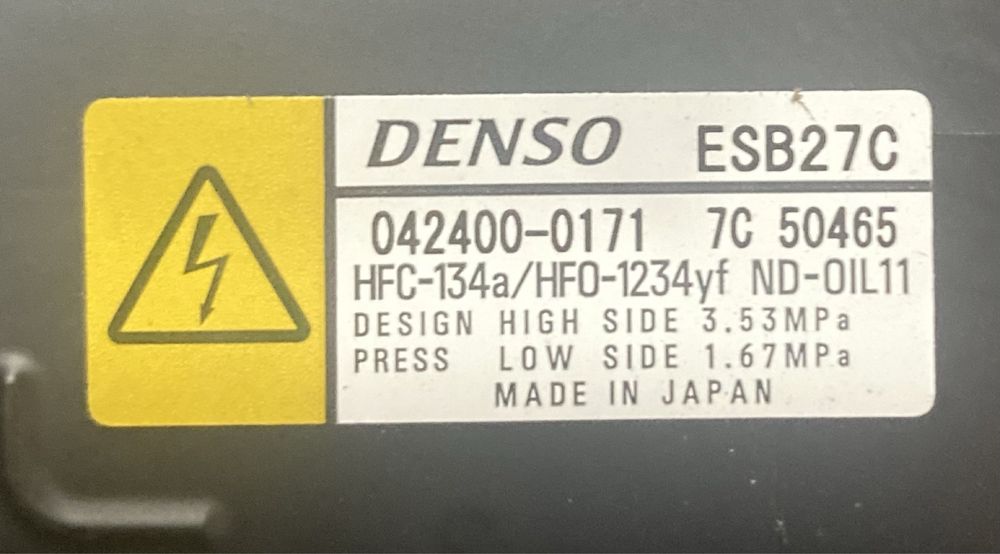 DENSO ESB27C
042400-0171 7C 50465
HFC-134a/HFO-1234yf ND-OIL11
DESIGN HIGH SIDE 3.53MPa
PRESS LOW SIDE 1.67MPa
MADE IN JAPAN